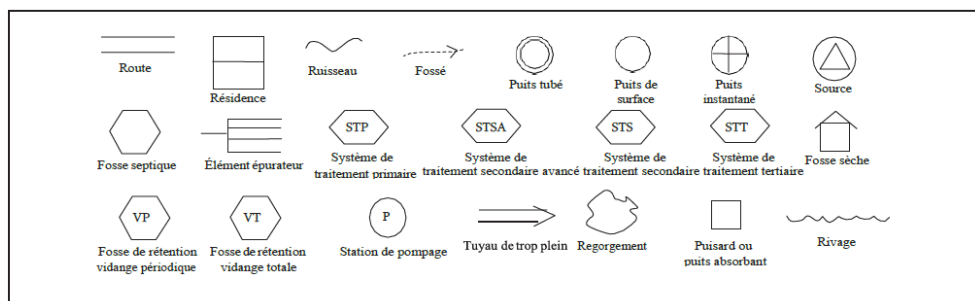 Route
Résidence
Ruisseau
Fossé
Puits tubé
Puits de
surface
Puits
instantané
Source
Fosse septique
Élément épurateur
STP
Système de
traitement primaire
STSA
Système de
traitement secondaire avancé
STS
Système de
traitement secondaire
STT
Système de
traitement tertiaire
Fosse sèche
VP
Fosse de rétention
vidange périodique
VT
Fosse de rétention
vidange totale
P
Station de pompage
Tuyau de trop plein
Regorgement
Puisard ou
puits absorbant
Rivage